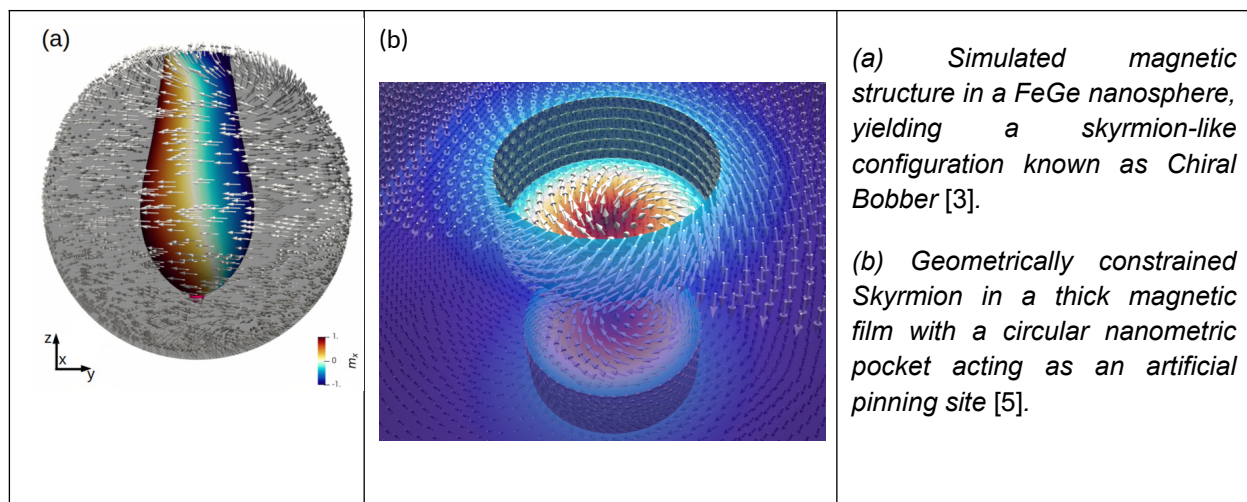 (a)
z
x
y
1.
0
-1.
mx
(b)
(a) Simulated magnetic
structure in a FeGe nanosphere,
yielding a skyrmion-like
configuration known as Chiral
Bobber [3].
(b) Geometrically constrained
Skyrmion in a thick magnetic
film with a circular nanometric
pocket acting as an artificial
pinning site [5].